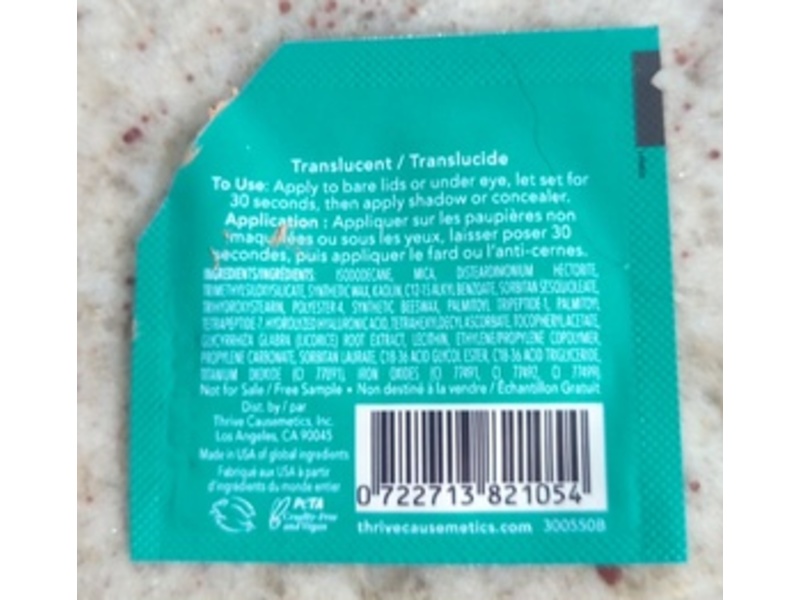 Translucent / Translucide
To Use: Apply to bare lids or under eye, let set for
30 seconds, then apply shadow or concealer.
Application : Appliquer sur les paupières non
maquillées ou sous les yeux, laisser poser 30
secondes, puis appliquer le fard ou l'anti-cernes.
INGREDIENTS/INGRÉDIENTS: ISODODECANE, MICA, DISTEARDIMONIUM HECTORITE,
TRIMETHYLSILOXYSILICATE, SYNTHETIC WAX, KAOLIN, C12-15 ALKYL BENZOATE, SORBITAN SESQUIOLEATE,
TRIHYDROXYSTEARIN, POLYESTER-4, SYNTHETIC BEESWAX, PALMITOYL TRIPEPTIDE-1, PALMITOYL
TETRAPEPTIDE-7, HYDROLYZED HYALURONIC ACID, TETRAHEXYLDECYL ASCORBATE, TOCOPHERYL ACETATE,
GLYCYRRHIZA GLABRA (LICORICE) ROOT EXTRACT, LECITHIN, ETHYLENE/PROPYLENE COPOLYMER,
PROPYLENE CARBONATE, SORBITAN LAURATE, C18-36 ACID GLYCOL ESTER, C18-36 ACID TRIGLYCERIDE,
TITANIUM DIOXIDE (CI 77891), IRON OXIDES (CI 77491, CI 77492, CI 77499)
Not for Sale / Free Sample • Non destiné à la vendre / Échantillon Gratuit
Dist. by / par
Thrive Causemetics, Inc.
Los Angeles, CA 90045
Made in USA of global ingredients
Fabriqué aux USA à partir
d'ingrédients du monde entier
PETA
Cruelty-Free
and Vegan
0 722713 821054
thrivecausemetics.com 300550B